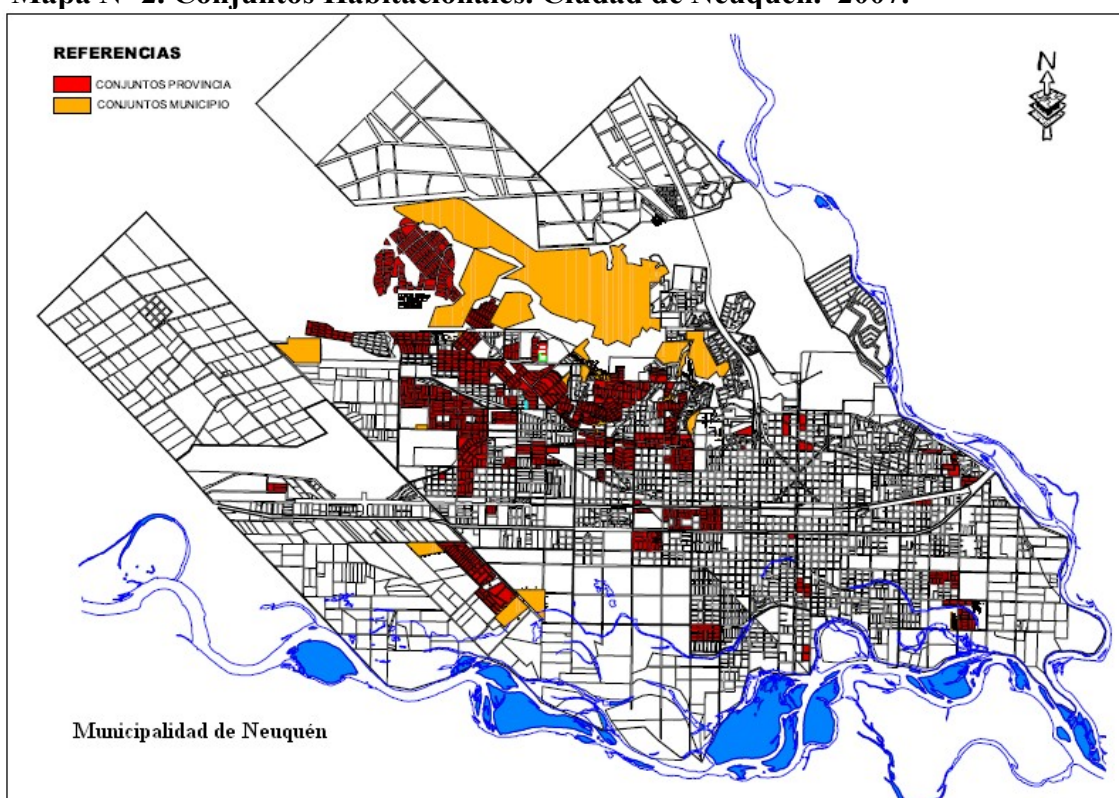 Mapa N° 2. Conjuntos Habitacionales. Ciudad de Neuquén. 2007.
REFERENCIAS
CONJUNTOS PROVINCIA
CONJUNTOS MUNICIPIO
N
Municipalidad de Neuquén